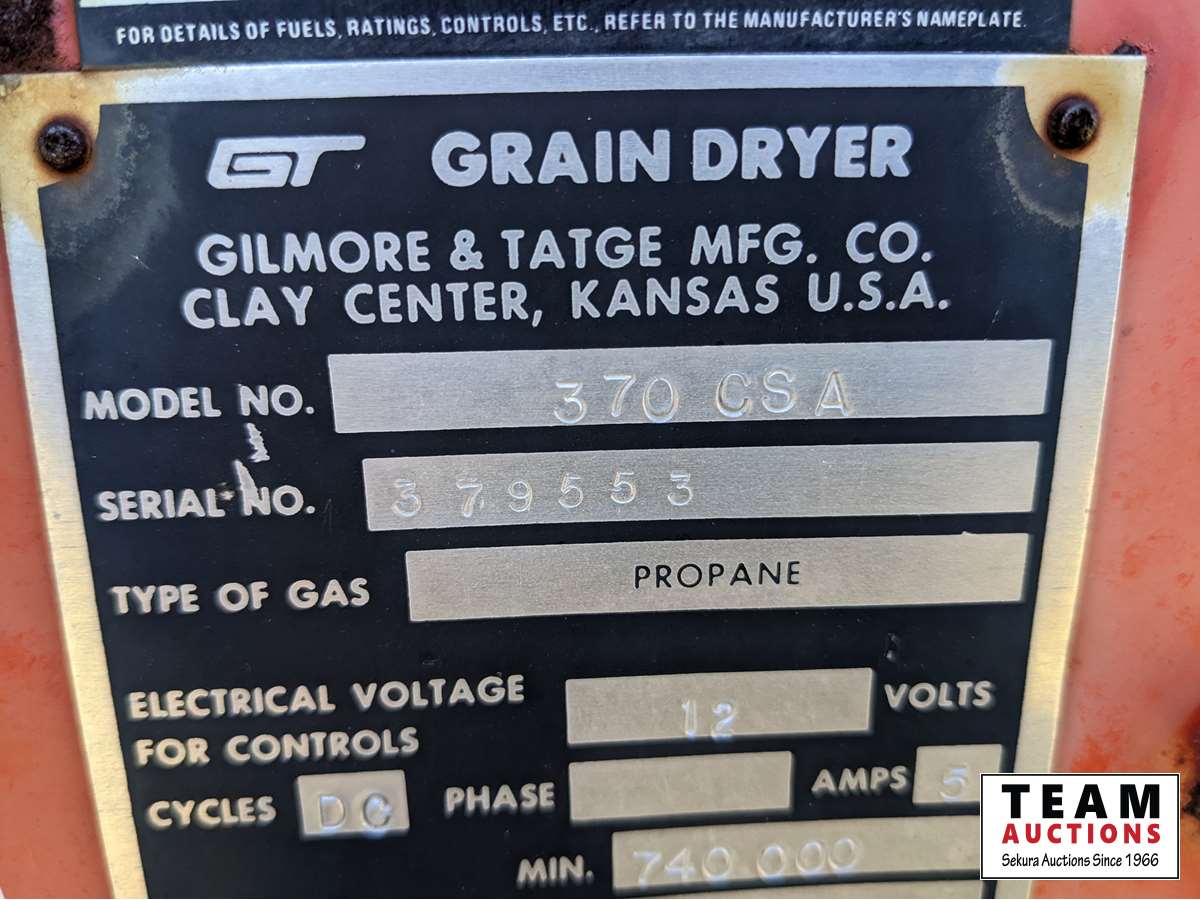 FOR DETAILS OF FUELS, RATINGS, CONTROLS, ETC., REFER TO THE MANUFACTURER'S NAMEPLATE.
GT GRAIN DRYER
GILMORE & TATGE MFG. CO.
CLAY CENTER, KANSAS U.S.A.
MODEL NO. 370 CSA
SERIAL NO. 379553
TYPE OF GAS PROPANE
ELECTRICAL VOLTAGE
FOR CONTROLS 12 VOLTS
CYCLES DC PHASE AMPS 5
MIN. 740 000
TEAM
AUCTIONS
Sekura Auctions Since 1966